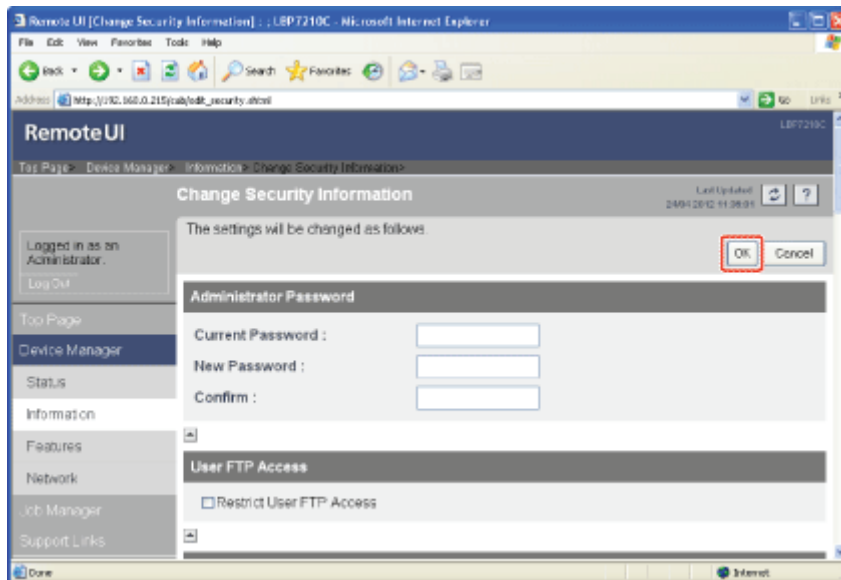 Remote UI [Change Security Information] : ; LBP7210C - Microsoft Internet Explorer
File Edit View Favorites Tools Help
Back Search Favorites
Address http://192.168.0.215/cab/edit_security.shtml Go Links
Remote UI
LBP7210C
Top Page> Device Manager> Information> Change Security Information>
Change Security Information
Last Updated
24/04 2012 11:
The settings will be changed as follows.
Logged in as an
Administrator.
Log Out
OK Cancel
Administrator Password
Current Password :
New Password :
Confirm :
User FTP Access
Restrict User FTP Access
Top Page
Device Manager
Status
Information
Features
Network
Job Manager
Support Links
Done Internet